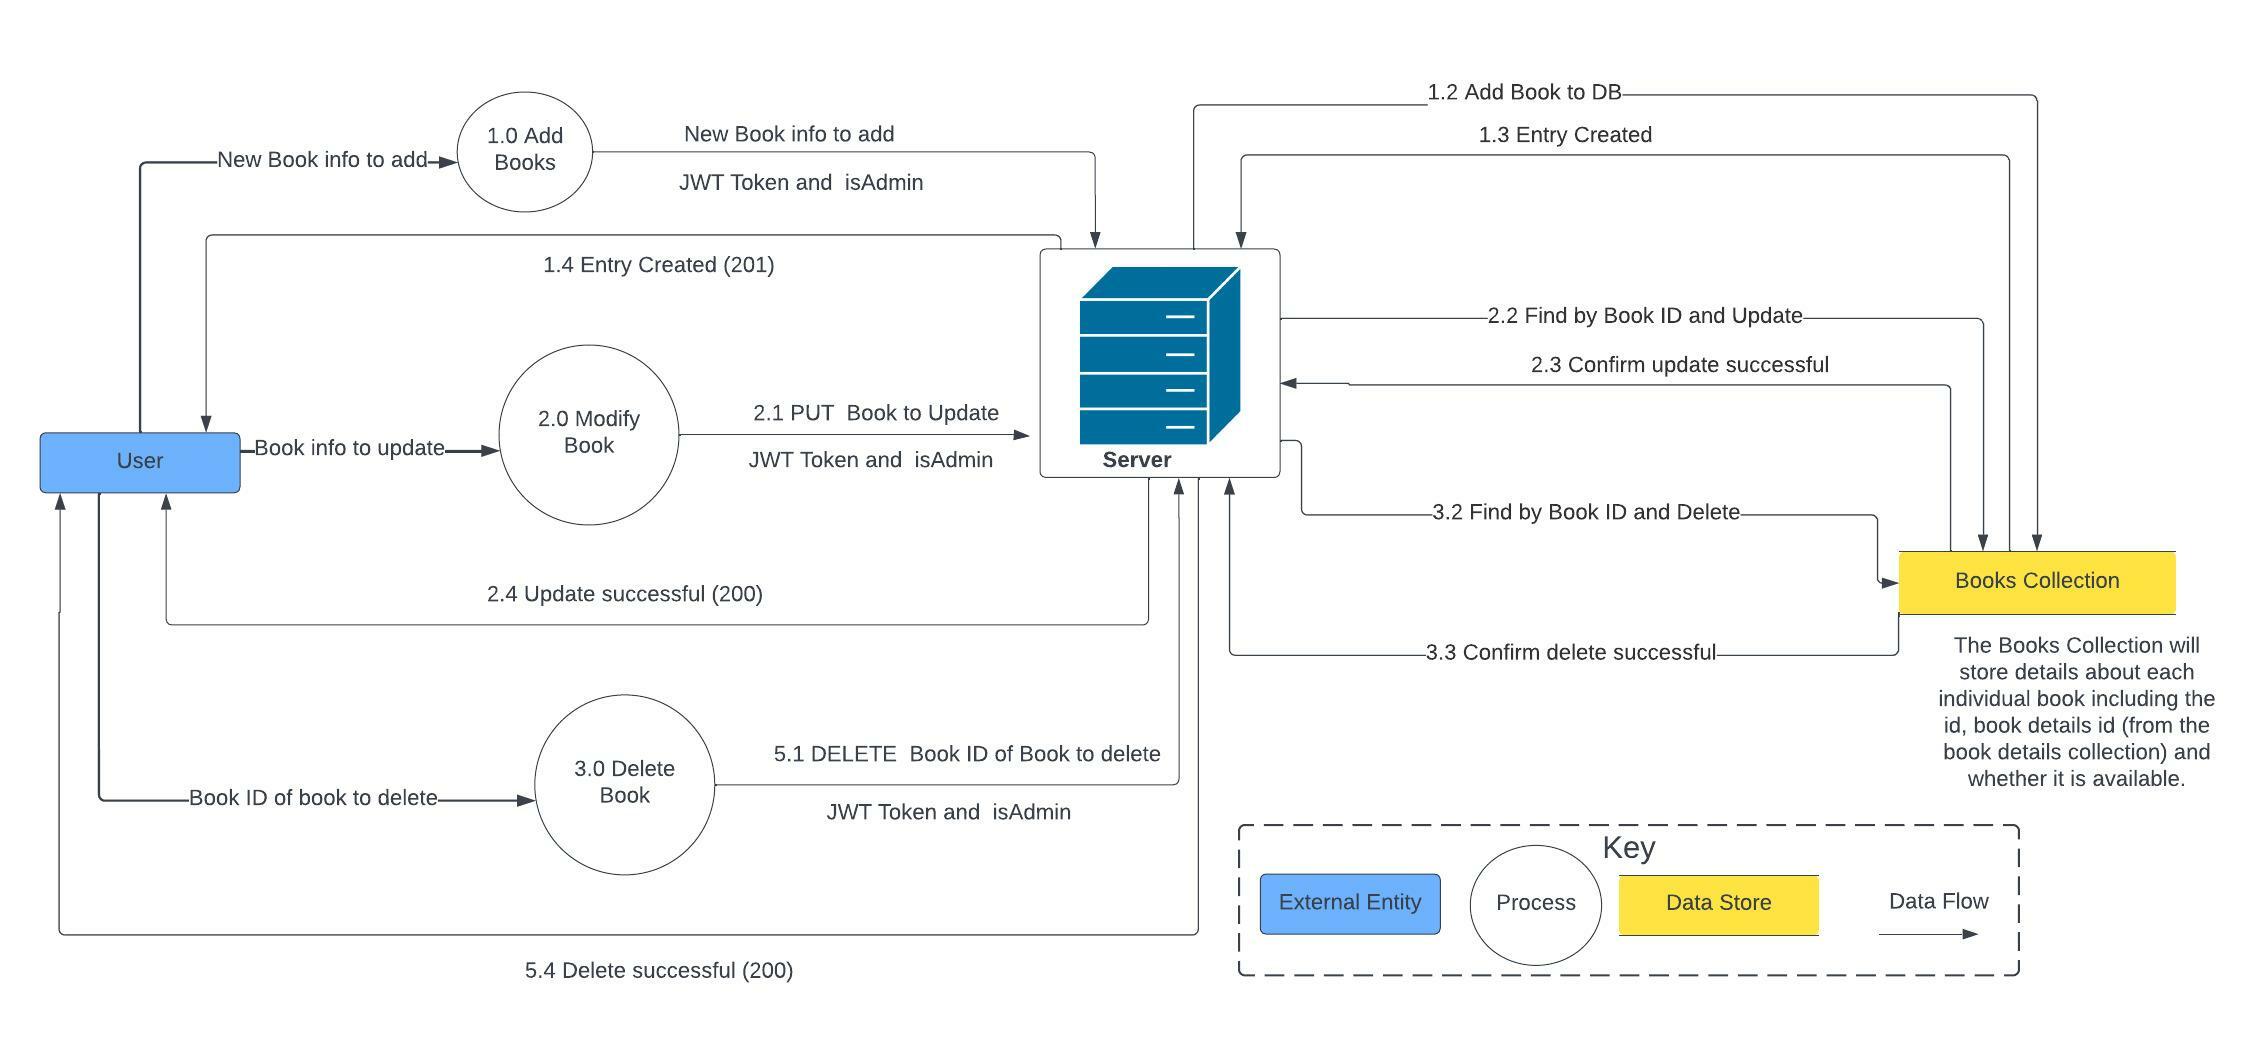 1.2 Add Book to DB
1.3 Entry Created
1.0 Add
Books
New Book info to add
New Book info to add
JWT Token and  isAdmin
1.4 Entry Created (201)
2.2 Find by Book ID and Update
2.3 Confirm update successful
2.0 Modify
Book
2.1 PUT  Book to Update
JWT Token and  isAdmin
User
Book info to update
Server
3.2 Find by Book ID and Delete
Books Collection
2.4 Update successful (200)
3.3 Confirm delete successful
The Books Collection will
store details about each
individual book including the
id, book details id (from the
book details collection) and
whether it is available.
3.0 Delete
Book
5.1 DELETE  Book ID of Book to delete
JWT Token and  isAdmin
Book ID of book to delete
Key
External Entity
Process
Data Store
Data Flow
5.4 Delete successful (200)